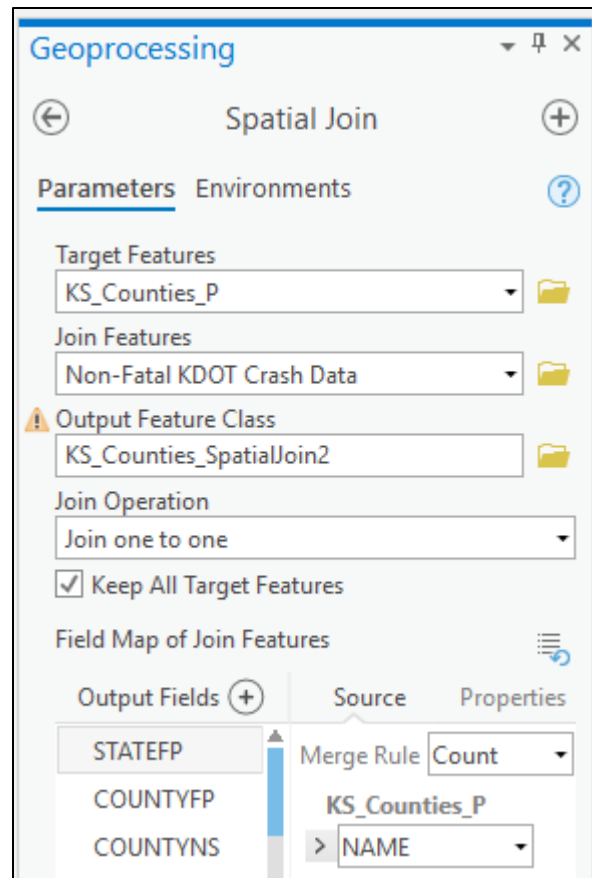 Geoprocessing
Spatial Join
Parameters Environments
Target Features
KS_Counties_P
Join Features
Non-Fatal KDOT Crash Data
Output Feature Class
KS_Counties_SpatialJoin2
Join Operation
Join one to one
Keep All Target Features
Field Map of Join Features
Output Fields Source Properties
STATEFP Merge Rule Count
COUNTYFP KS_Counties_P
COUNTYNS NAME